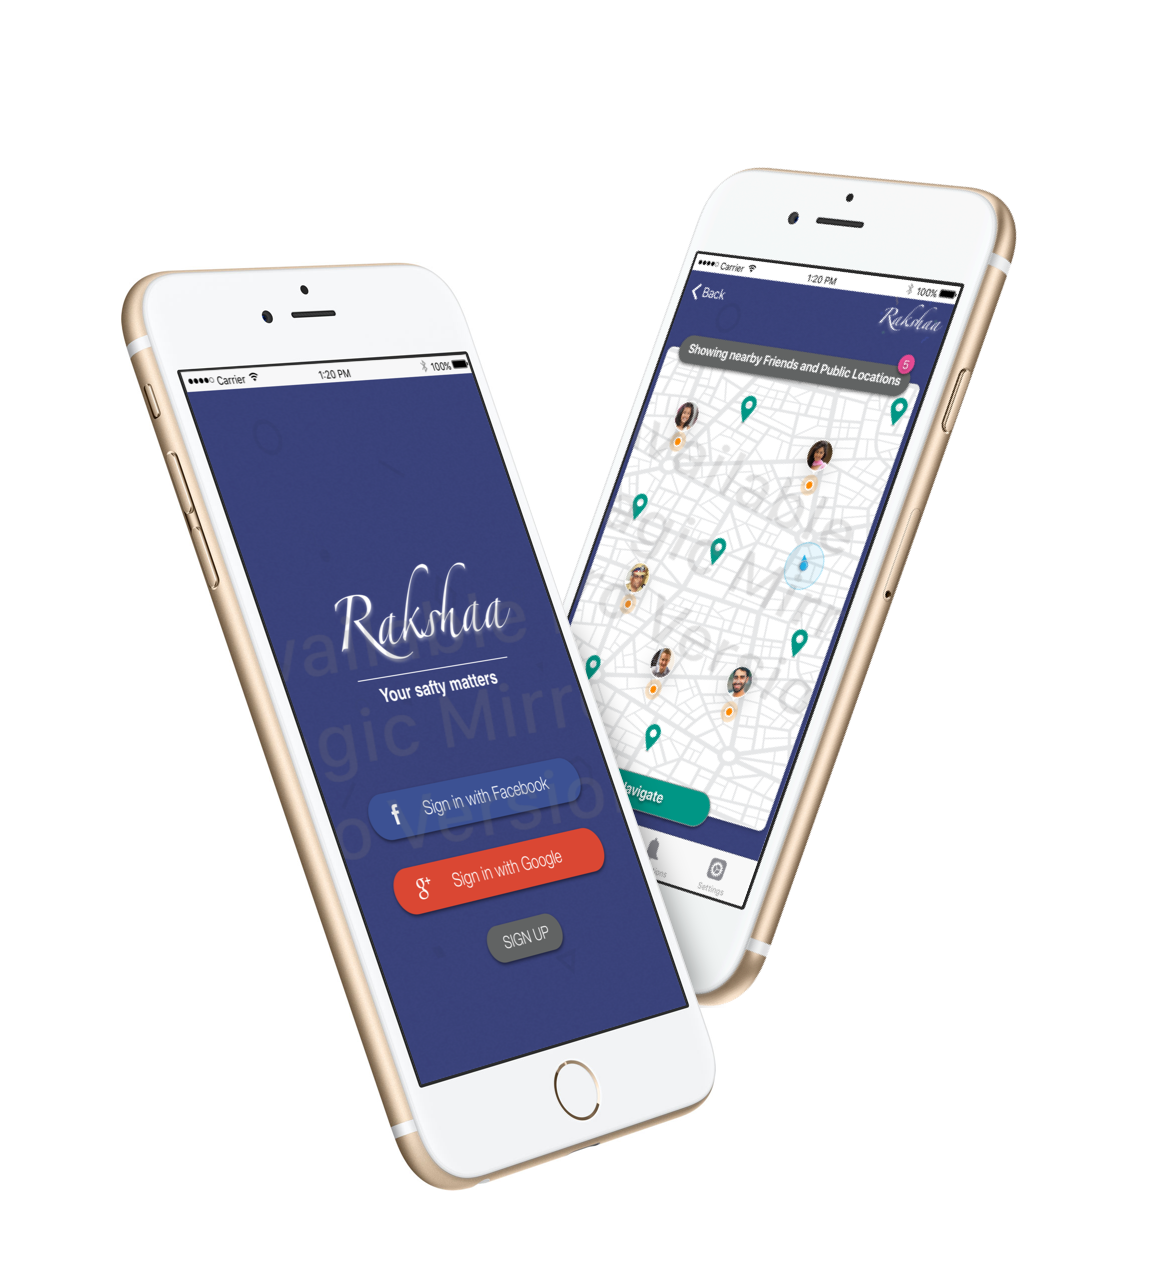 Carrier 1:20 PM 100%
Rakshaa
Your safty matters
f Sign in with Facebook
g+ Sign in with Google
SIGN UP
Carrier 1:20 PM 100%
Back
Rakshaa
5
Showing nearby Friends and Public Locations
Settings